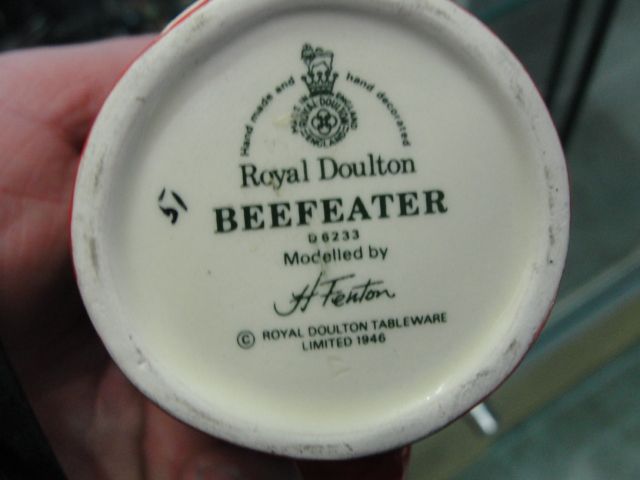 Hand made and hand decorated
MADE IN ENGLAND
ROYAL DOULTON
ENGLAND
Royal Doulton
BEEFEATER
D 6233
Modelled by
H Fenton
© ROYAL DOULTON TABLEWARE
LIMITED 1946